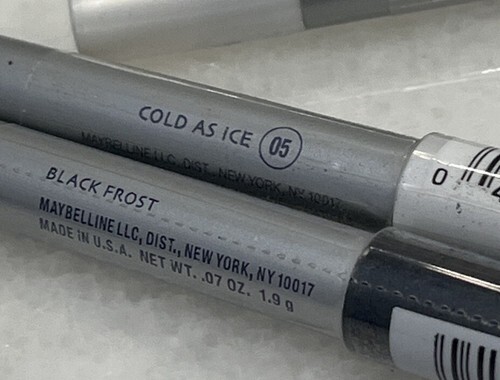 COLD AS ICE 05
MAYBELLINE LLC, DIST., NEW YORK, NY 10017
0
BLACK FROST
MAYBELLINE LLC, DIST., NEW YORK, NY 10017
MADE IN U.S.A. NET WT. .07 OZ. 1.9 g